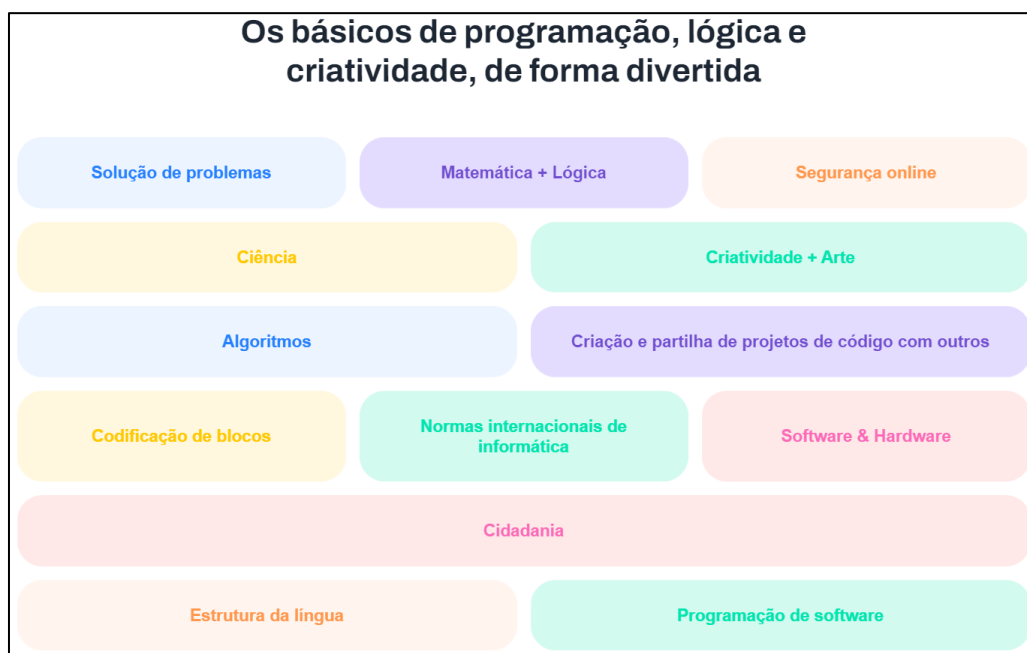 Os básicos de programação, lógica e
criatividade, de forma divertida
Solução de problemas
Matemática + Lógica
Segurança online
Ciência
Criatividade + Arte
Algoritmos
Criação e partilha de projetos de código com outros
Codificação de blocos
Normas internacionais de
informática
Software & Hardware
Cidadania
Estrutura da língua
Programação de software